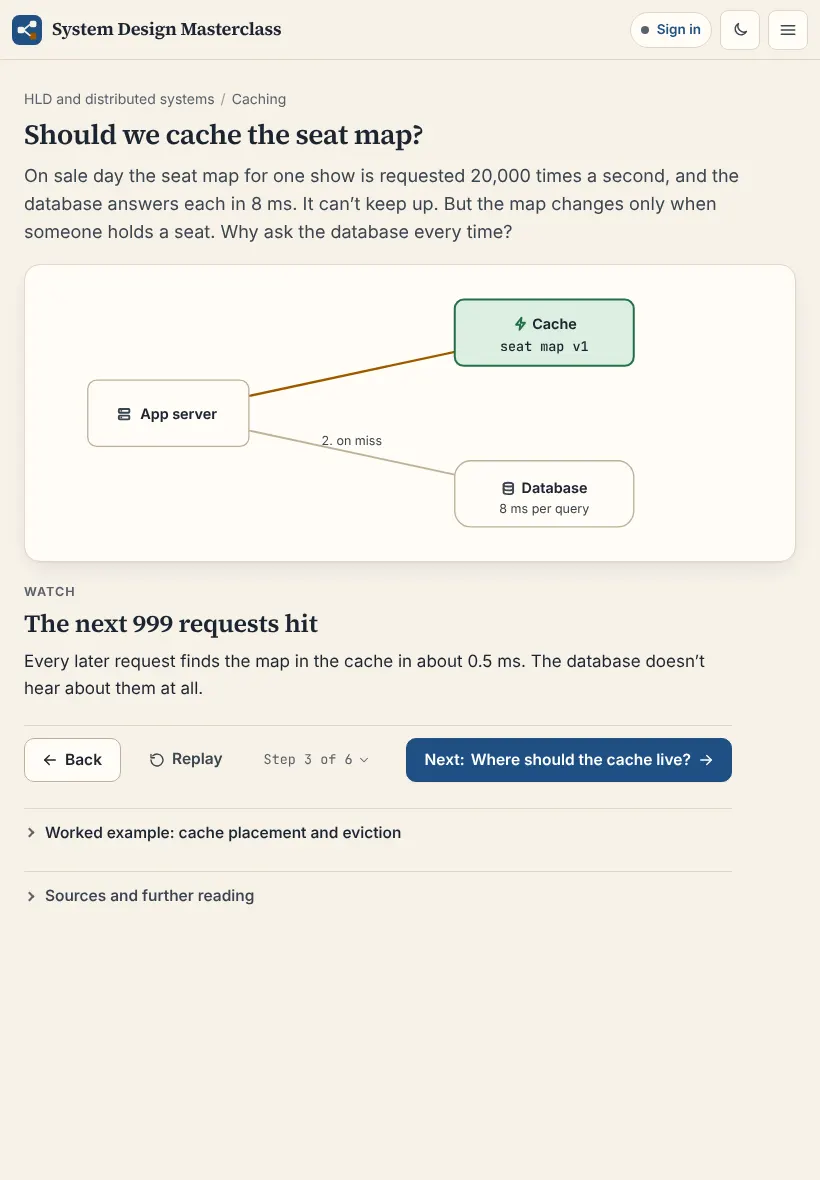 System Design Masterclass
Sign in
HLD and distributed systems / Caching
Should we cache the seat map?
On sale day the seat map for one show is requested 20,000 times a second, and the
database answers each in 8 ms. It can’t keep up. But the map changes only when
someone holds a seat. Why ask the database every time?
Cache
seat map v1
App server
2. on miss
Database
8 ms per query
WATCH
The next 999 requests hit
Every later request finds the map in the cache in about 0.5 ms. The database doesn’t
hear about them at all.
← Back
Replay
Step 3 of 6
Next: Where should the cache live? →
Worked example: cache placement and eviction
Sources and further reading